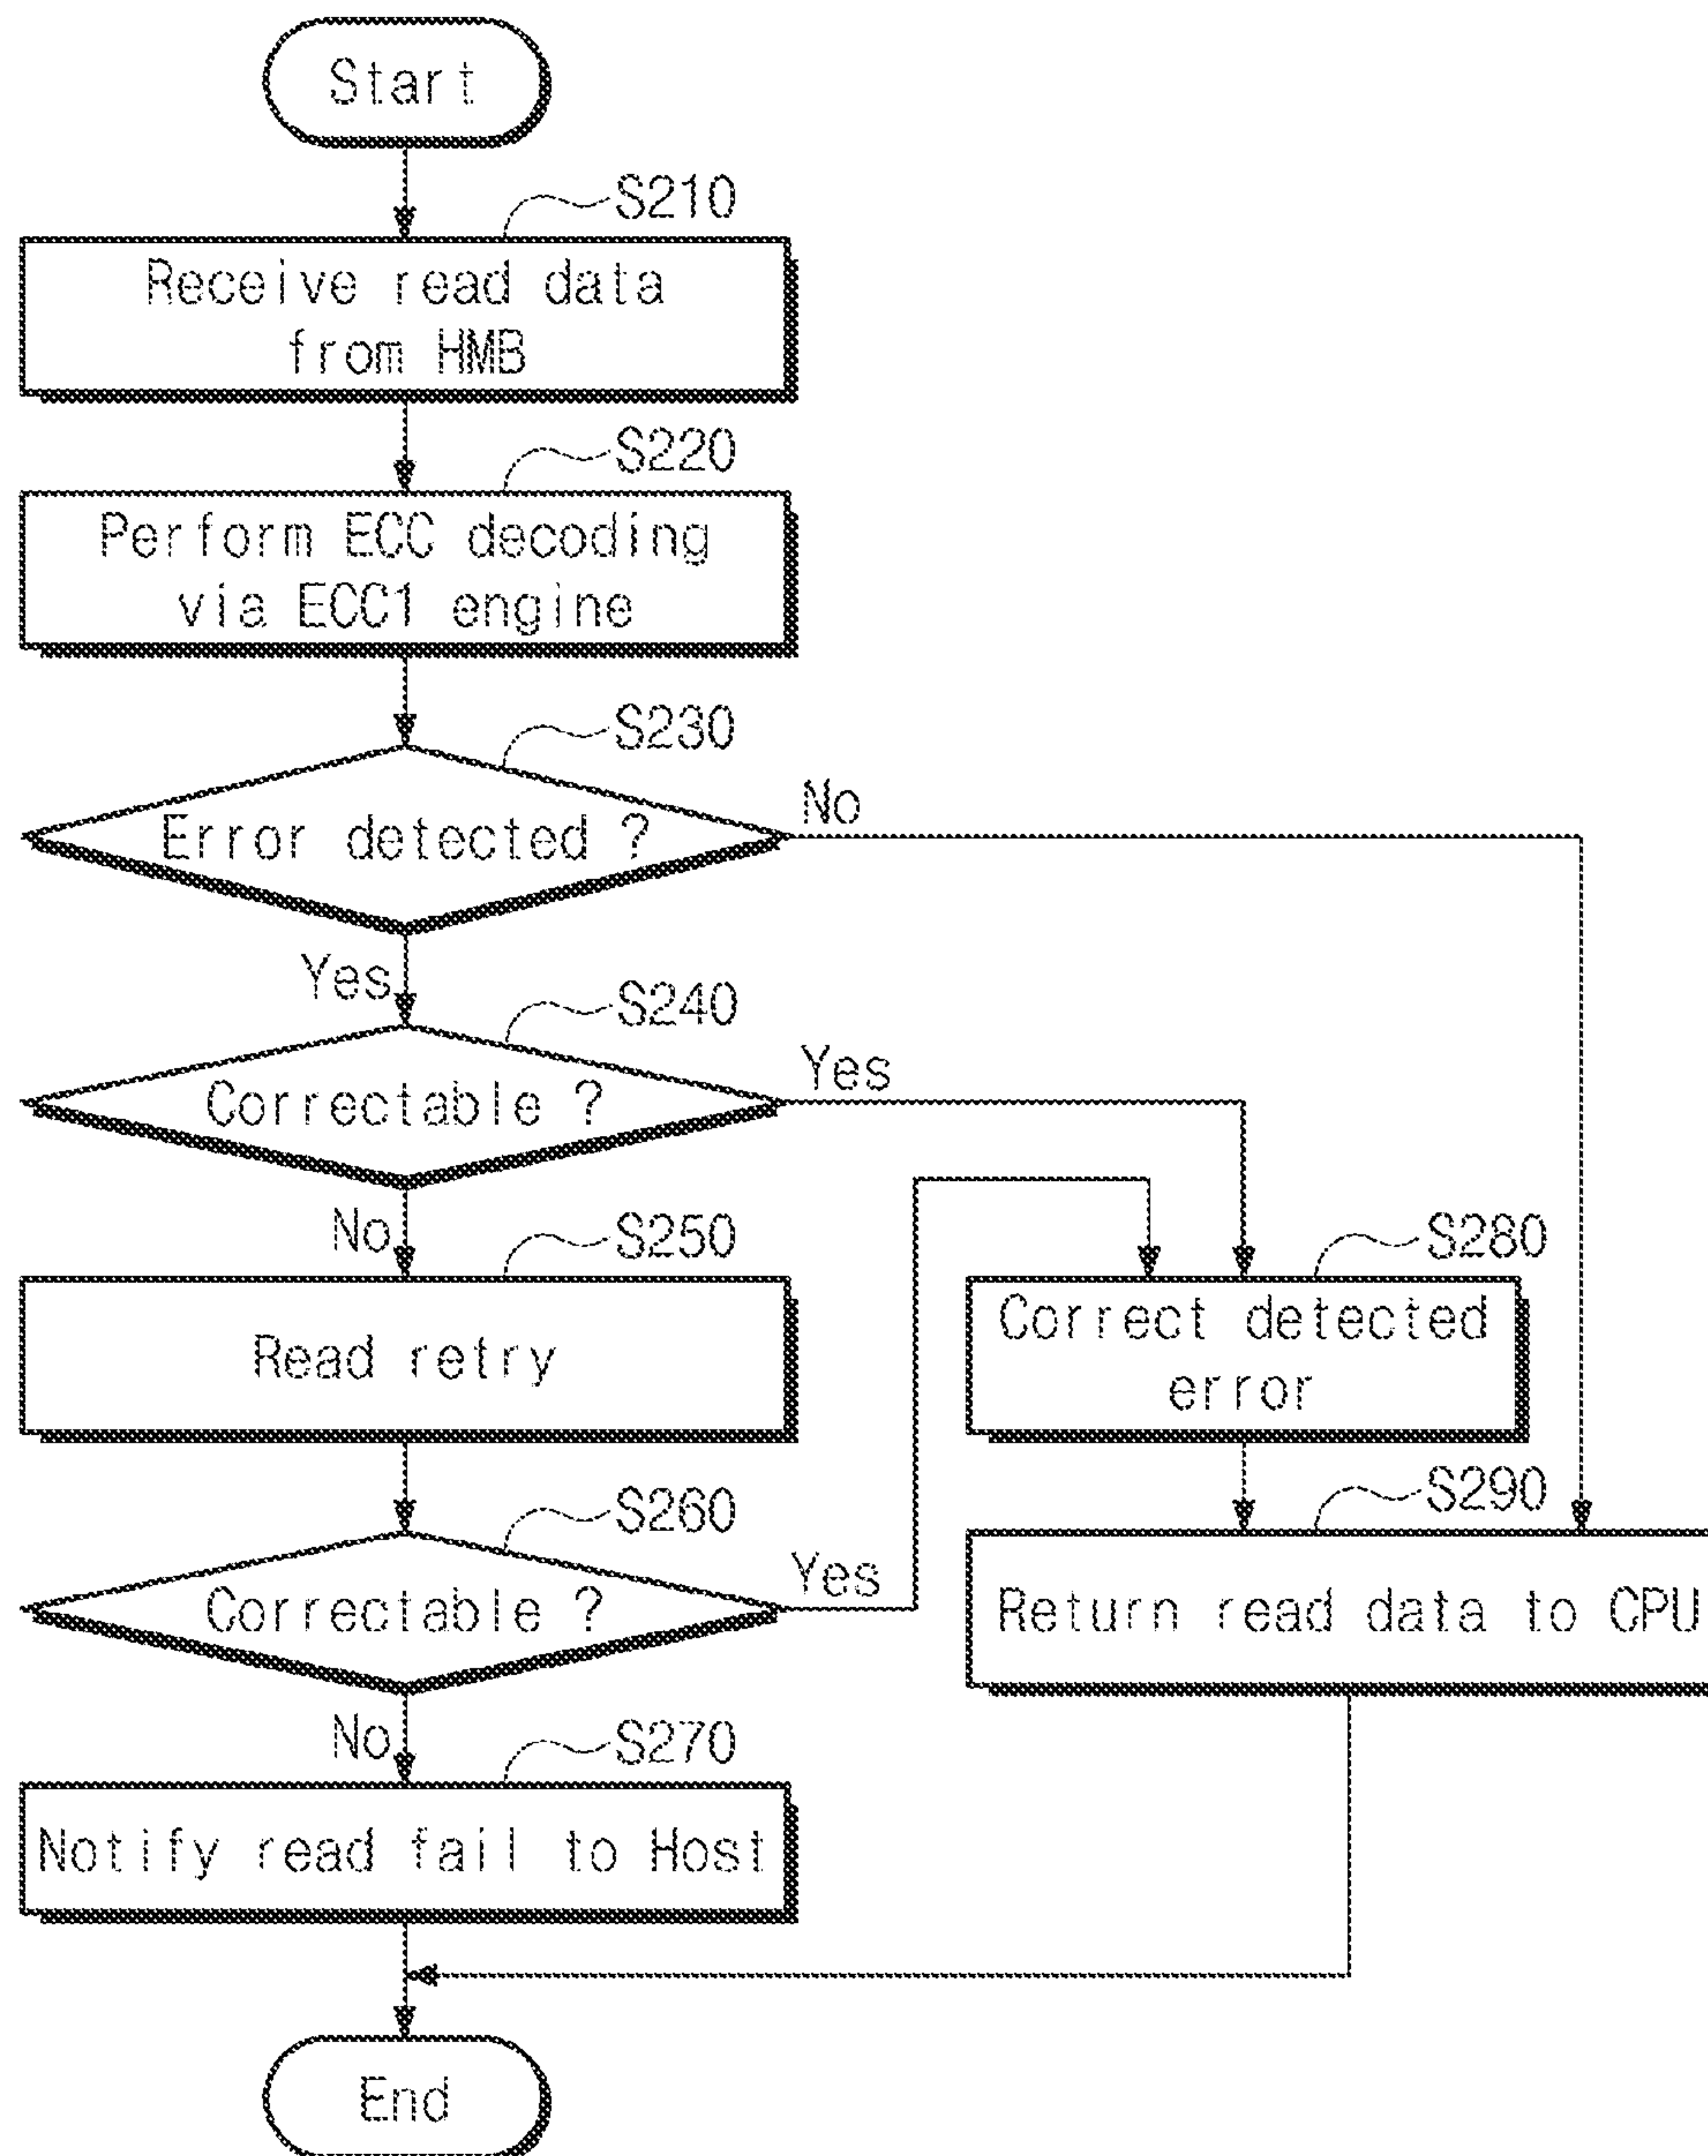 Start
S210
Receive read data
from HMB
S220
Perform ECC decoding
via ECC1 engine
S230
Error detected ?
No
Yes
S240
Correctable ?
Yes
No
S250
Read retry
S280
Correct detected
error
S260
Correctable ?
Yes
No
S290
Return read data to CPU
S270
Notify read fail to Host
End